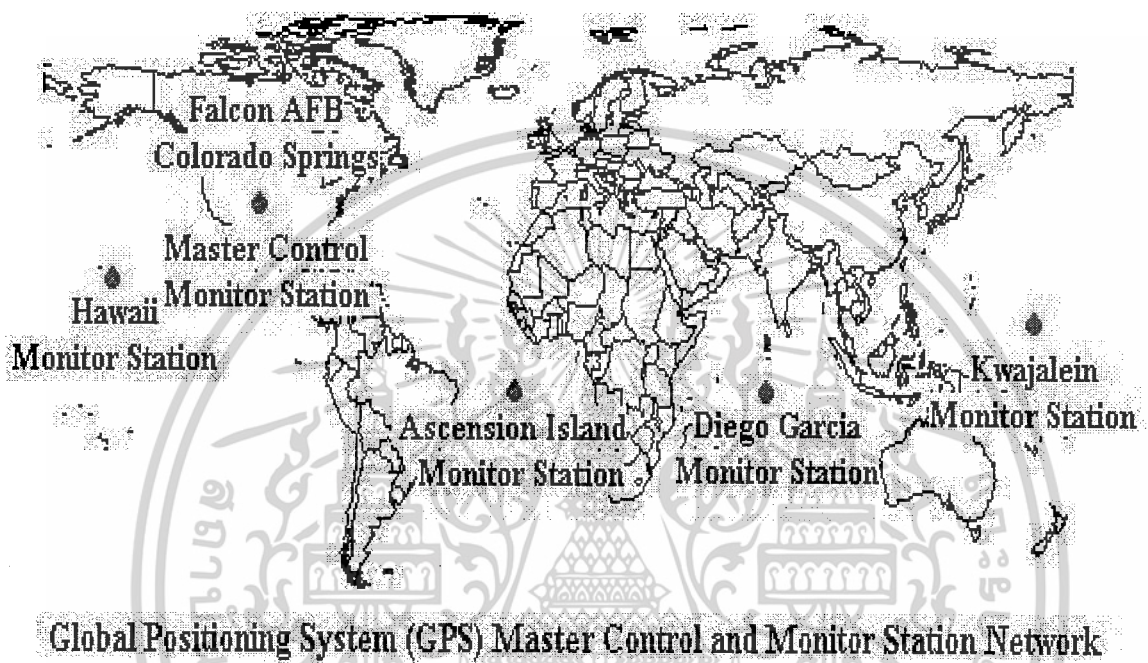 Falcon AFB
Colorado Springs
Master Control
Monitor Station
Hawaii
Monitor Station
Ascension Island
Monitor Station
Diego Garcia
Monitor Station
Kwajalein
Monitor Station
Global Positioning System (GPS) Master Control and Monitor Station Network